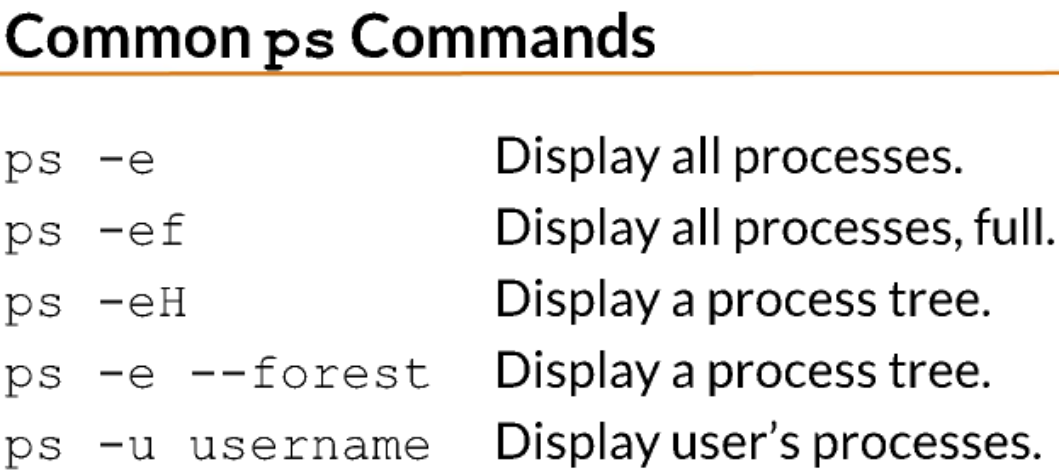 Common ps Commands
ps -e Display all processes.
ps -ef Display all processes, full.
ps -eH Display a process tree.
ps -e --forest Display a process tree.
ps -u username Display user’s processes.